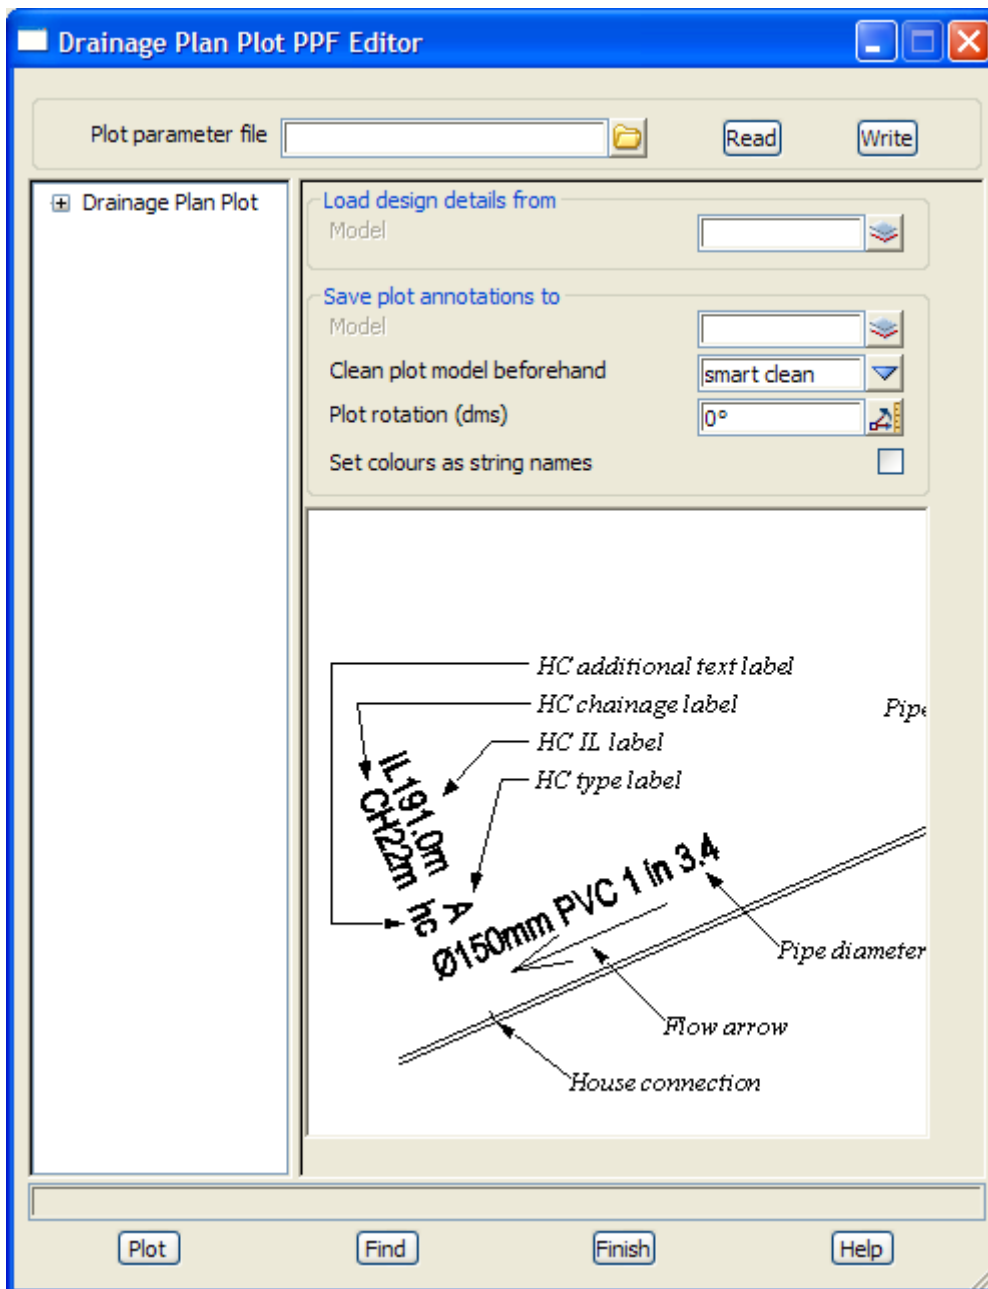 Drainage Plan Plot PPF Editor
Plot parameter file
Read
Write
Drainage Plan Plot
Load design details from
Model
Save plot annotations to
Model
Clean plot model beforehand
smart clean
Plot rotation (dms)
0°
Set colours as string names
HC additional text label
HC chainage label
Pipe
HC IL label
HC type label
IL191.0m
CH22m hc
A
Ø150mm PVC 1 in 3.4
Pipe diameter
Flow arrow
House connection
Plot
Find
Finish
Help